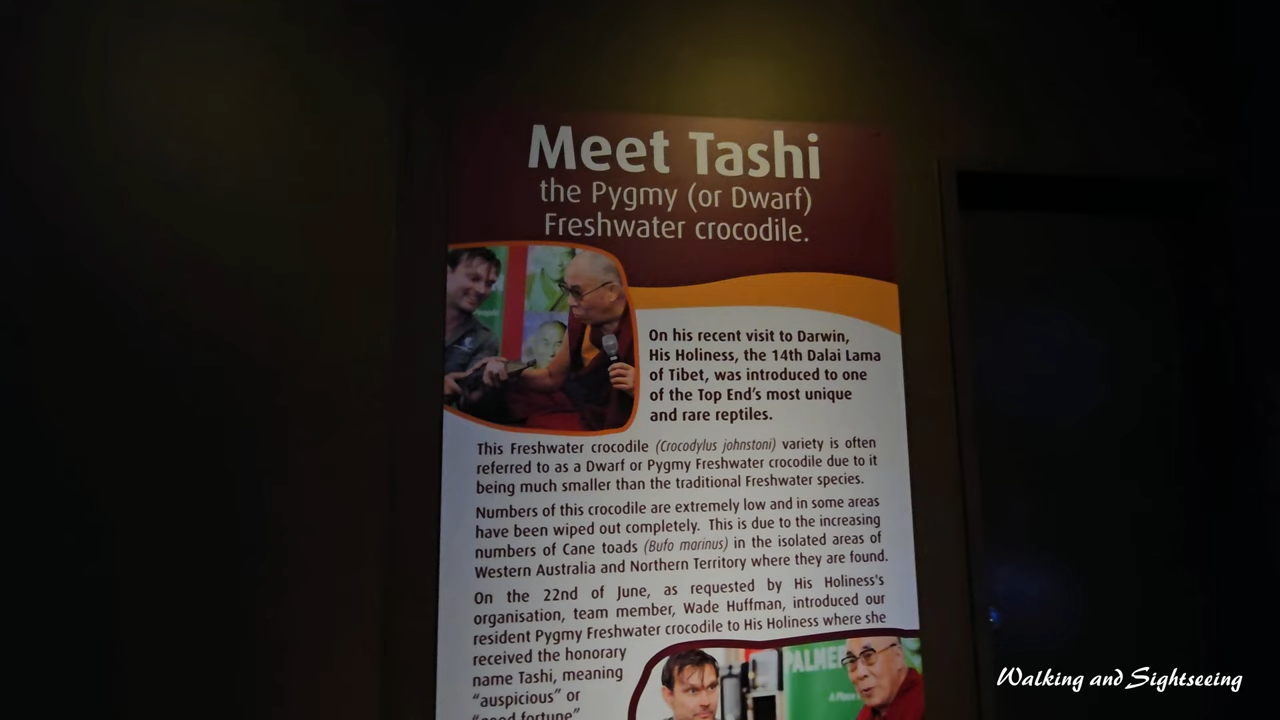 Meet Tashi
the Pygmy (or Dwarf)
Freshwater crocodile.
On his recent visit to Darwin,
His Holiness, the 14th Dalai Lama
of Tibet, was introduced to one
of the Top End's most unique
and rare reptiles.
This Freshwater crocodile (Crocodylus johnstoni) variety is often
referred to as a Dwarf or Pygmy Freshwater crocodile due to it
being much smaller than the traditional Freshwater species.
Numbers of this crocodile are extremely low and in some areas
have been wiped out completely. This is due to the increasing
numbers of Cane toads (Bufo marinus) in the isolated areas of
Western Australia and Northern Territory where they are found.
On the 22nd of June, as requested by His Holiness's
organisation, team member, Wade Huffman, introduced our
resident Pygmy Freshwater crocodile to His Holiness where she
received the honorary
name Tashi, meaning
"auspicious" or
"good fortune"
PALMER
Walking and Sightseeing